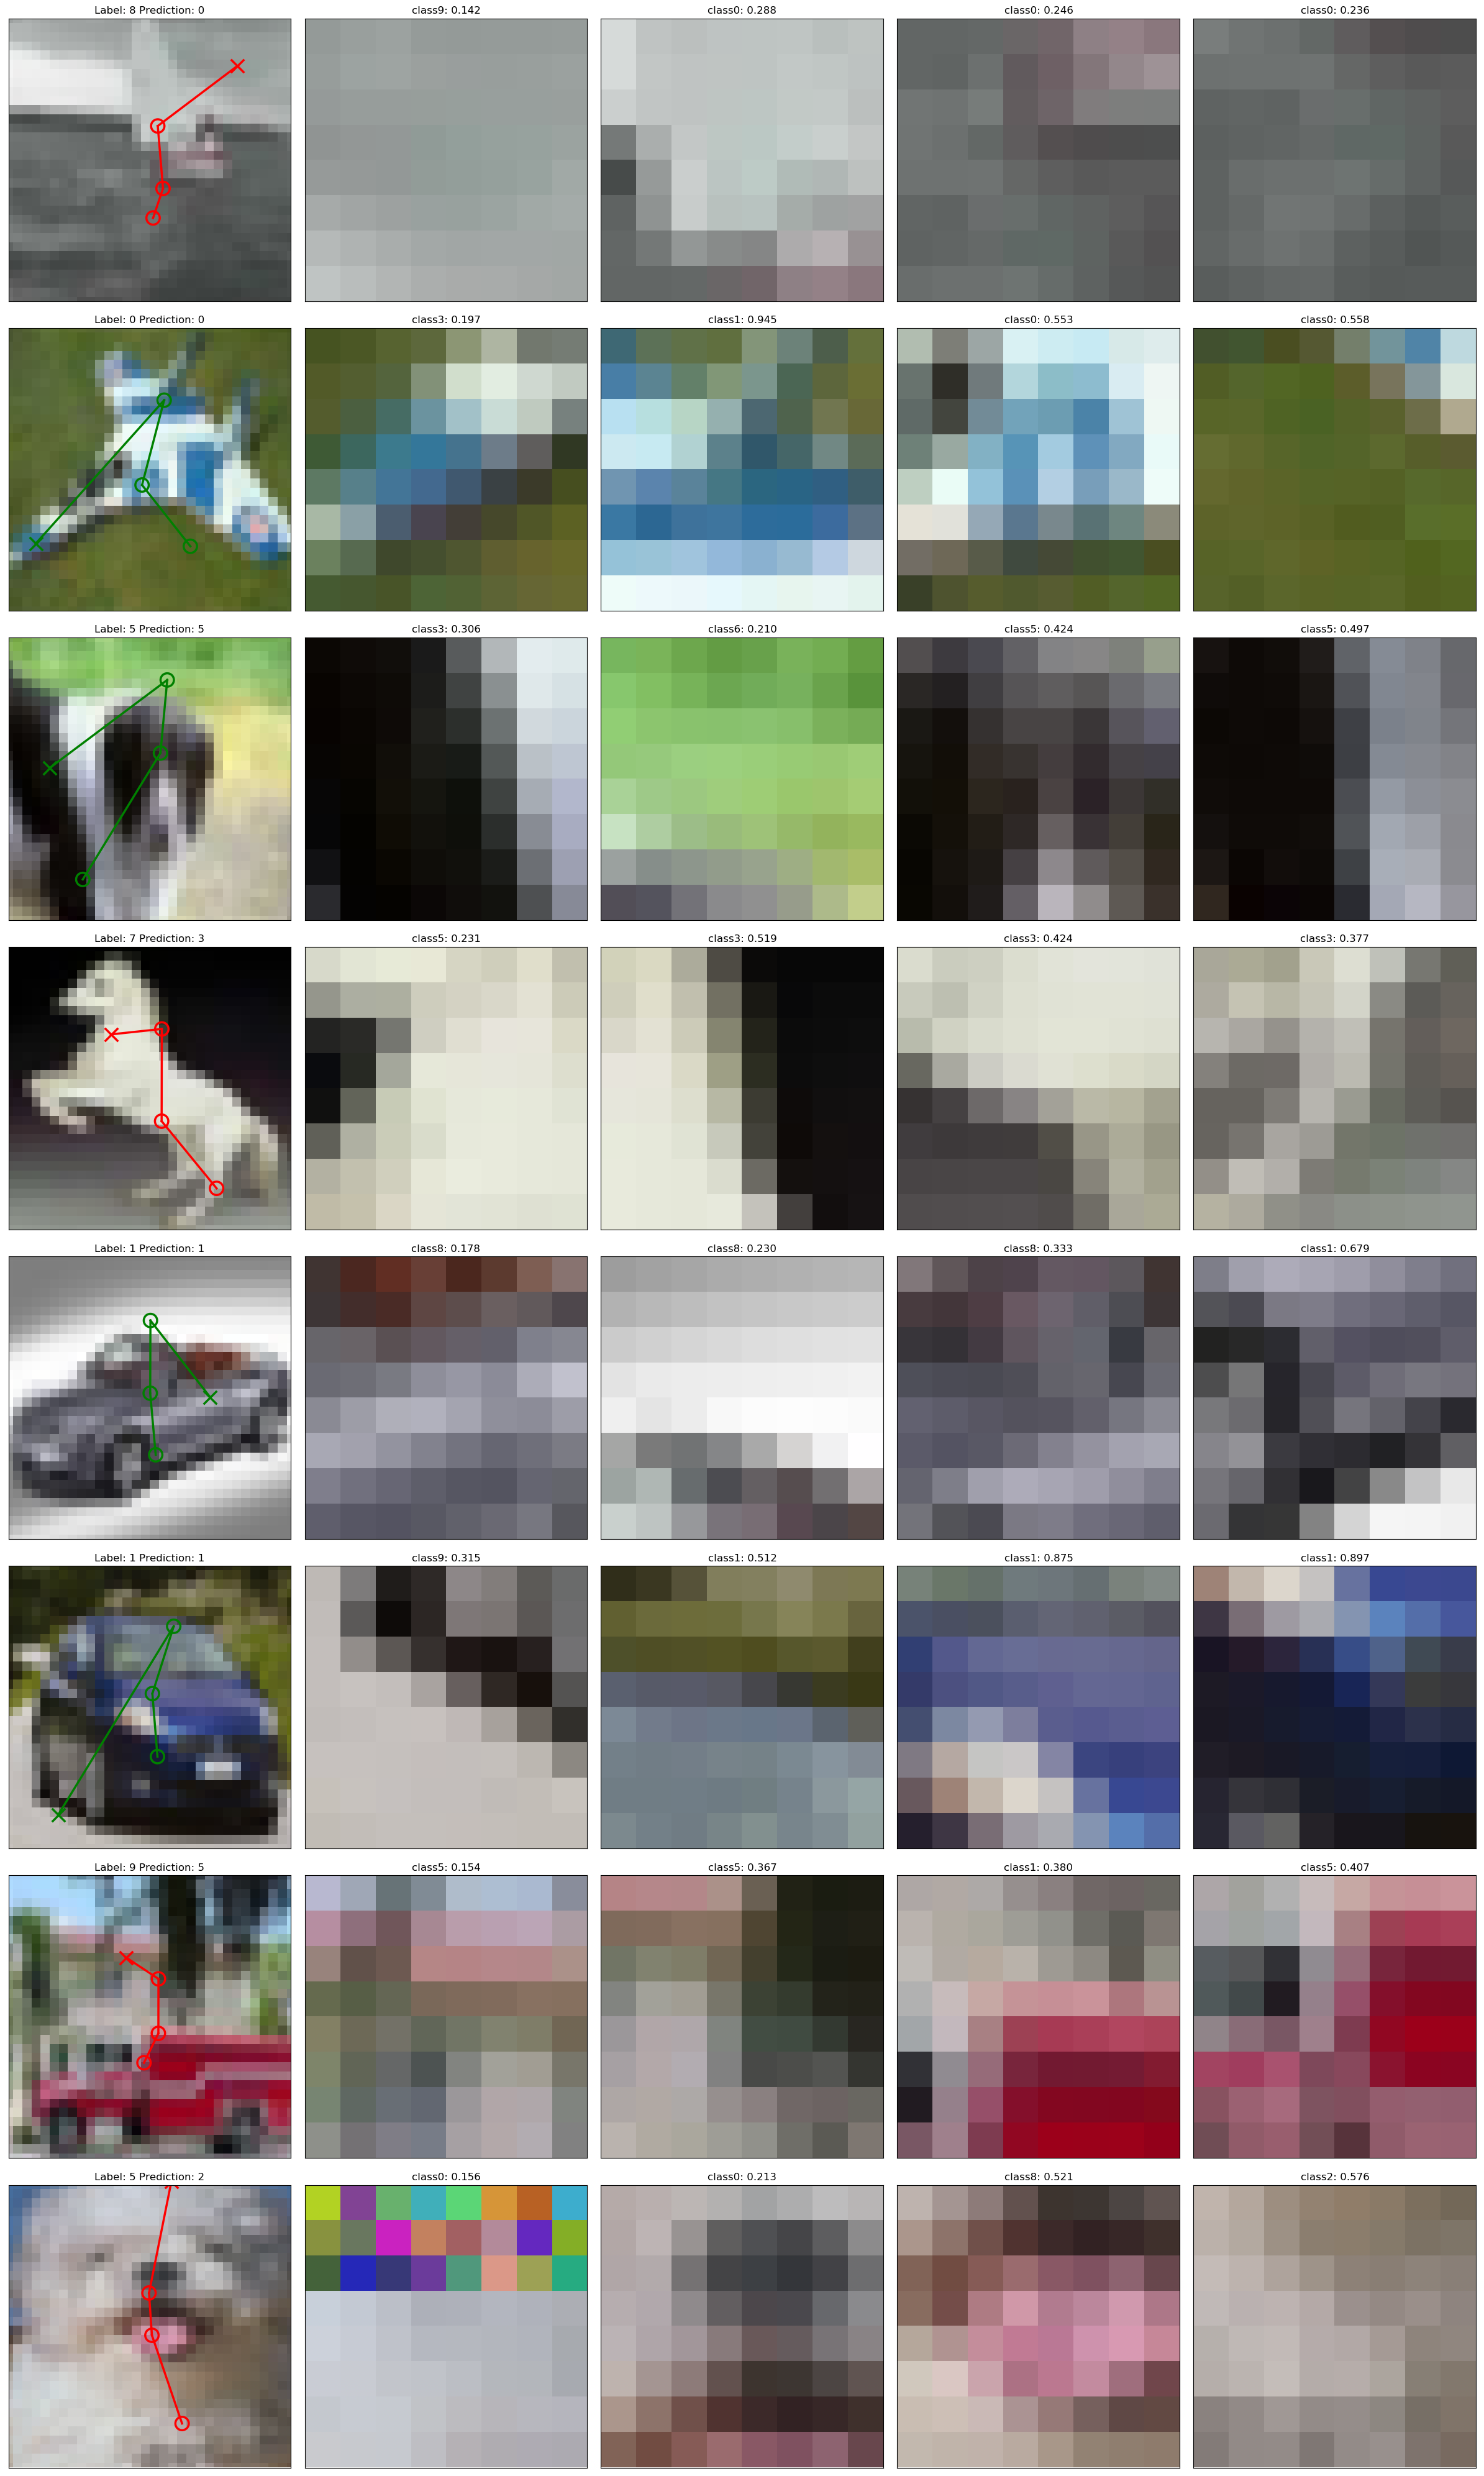 Label: 8 Prediction: 0
class9: 0.142
class0: 0.288
class0: 0.246
class0: 0.236
Label: 0 Prediction: 0
class3: 0.197
class1: 0.945
class0: 0.553
class0: 0.558
Label: 5 Prediction: 5
class3: 0.306
class6: 0.210
class5: 0.424
class5: 0.497
Label: 7 Prediction: 3
class5: 0.231
class3: 0.519
class3: 0.424
class3: 0.377
Label: 1 Prediction: 1
class8: 0.178
class8: 0.230
class8: 0.333
class1: 0.679
Label: 1 Prediction: 1
class9: 0.315
class1: 0.512
class1: 0.875
class1: 0.897
Label: 9 Prediction: 5
class5: 0.154
class5: 0.367
class1: 0.380
class5: 0.407
Label: 5 Prediction: 2
class0: 0.156
class0: 0.213
class8: 0.521
class2: 0.576